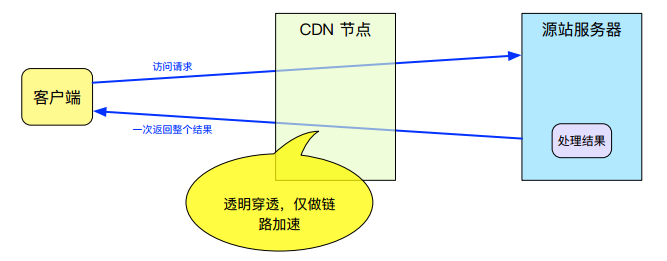 CDN 节点
源站服务器
访问请求
客户端
一次返回整个结果
处理结果
透明穿透，仅做链
路加速